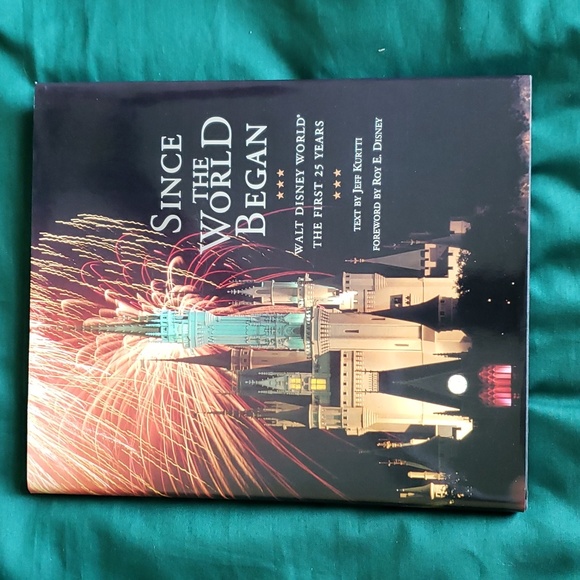 SINCE
THE
WORLD
BEGAN
WALT DISNEY WORLD®
THE FIRST 25 YEARS
TEXT BY JEFF KURTTI
FOREWORD BY ROY E. DISNEY